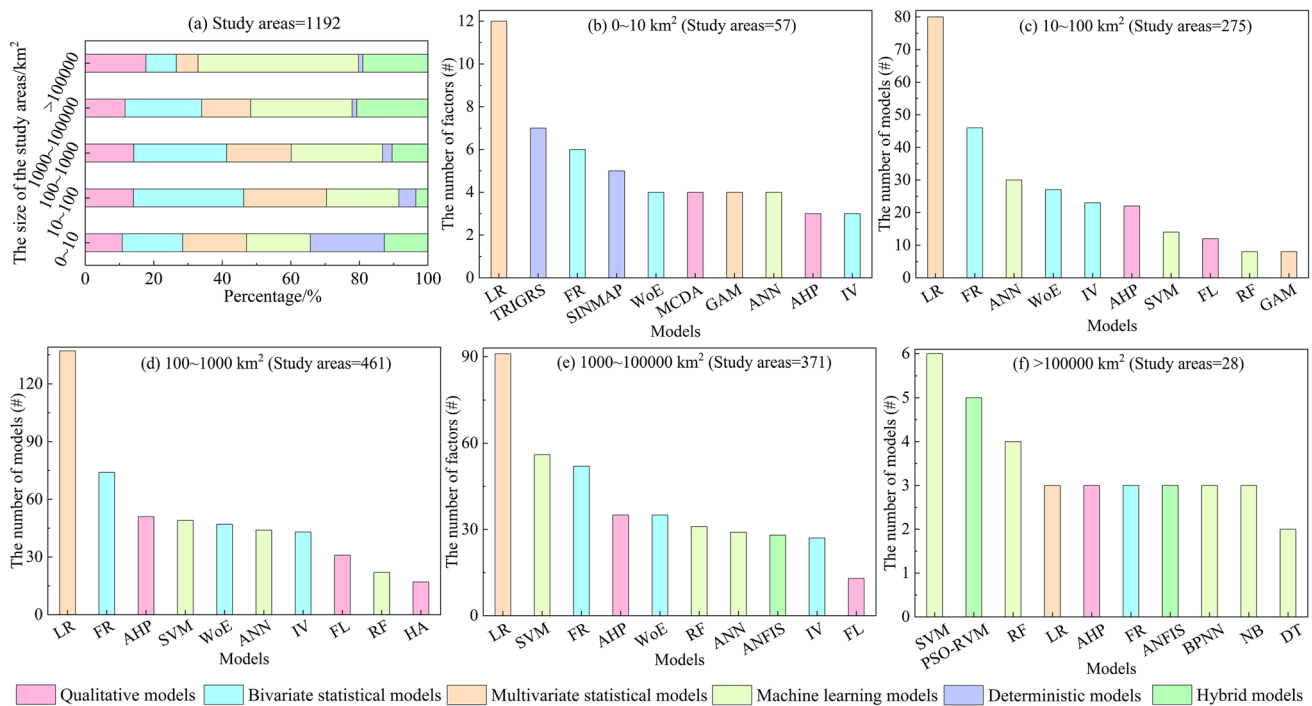 (a) Study areas=1192
The size of the study areas/km²
>100000
1000~100000
100~1000
10~100
0~10
0 20 40 60 80 100
Percentage/%
(b) 0~10 km² (Study areas=57)
The number of factors (#)
12
10
8
6
4
2
0
LR TRIGRS FR SINMAP WoE MCDA GAM ANN AHP IV
Models
(c) 10~100 km² (Study areas=275)
The number of models (#)
80
70
60
50
40
30
20
10
0
LR FR ANN WoE IV AHP SVM FL RF GAM
Models
(d) 100~1000 km² (Study areas=461)
The number of models (#)
120
90
60
30
0
LR FR AHP SVM WoE ANN IV FL RF HA
Models
(e) 1000~100000 km² (Study areas=371)
The number of factors (#)
90
60
30
0
LR SVM FR AHP WoE RF ANN ANFIS IV FL
Models
(f) >100000 km² (Study areas=28)
The number of models (#)
6
5
4
3
2
1
0
SVM PSO-RVM RF LR AHP FR ANFIS BPNN NB DT
Models
Qualitative models Bivariate statistical models Multivariate statistical models Machine learning models Deterministic models Hybrid models